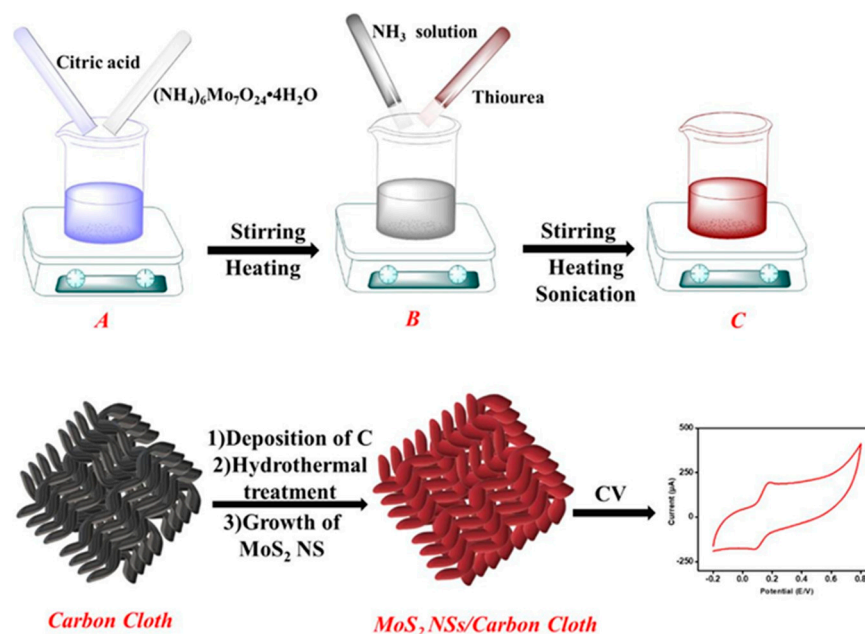 Citric acid
(NH₄)₆Mo₇O₂₄•4H₂O
NH₃ solution
Thiourea
Stirring
Heating
Stirring
Heating
Sonication
A
B
C
1)Deposition of C
2)Hydrothermal
treatment
3)Growth of
MoS₂ NS
CV
Carbon Cloth
MoS₂ NSs/Carbon Cloth
Current (µA)
500
250
0
-250
-0.2 0.0 0.2 0.4 0.6 0.8
Potential (E/V)